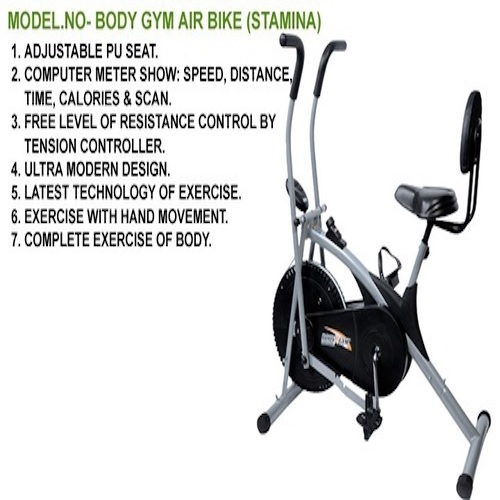 MODEL.NO- BODY GYM AIR BIKE (STAMINA)
1. ADJUSTABLE PU SEAT.
2. COMPUTER METER SHOW: SPEED, DISTANCE,
TIME, CALORIES & SCAN.
3. FREE LEVEL OF RESISTANCE CONTROL BY
TENSION CONTROLLER.
4. ULTRA MODERN DESIGN.
5. LATEST TECHNOLOGY OF EXERCISE.
6. EXERCISE WITH HAND MOVEMENT.
7. COMPLETE EXERCISE OF BODY.